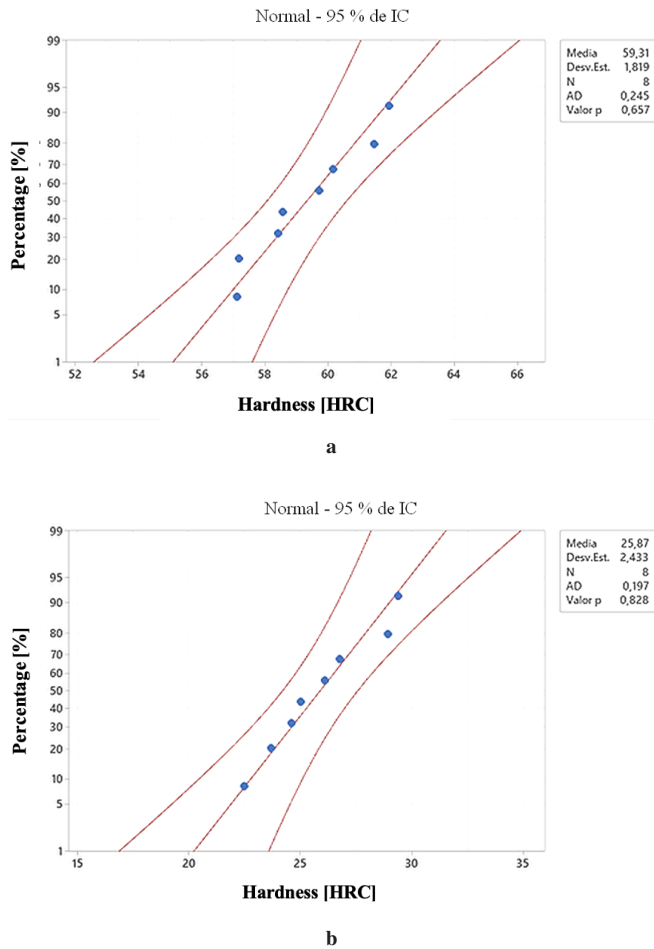 Normal - 95 % de IC
99
95
90
80
70
60
50
40
30
20
10
5
1
Percentage [%]
52 54 56 58 60 62 64 66
Hardness [HRC]
Media 59,31
Desv.Est. 1,819
N 8
AD 0,245
Valor p 0,657
a
Normal - 95 % de IC
99
95
90
80
70
60
50
40
30
20
10
5
1
Percentage [%]
15 20 25 30 35
Hardness [HRC]
Media 25,87
Desv.Est. 2,433
N 8
AD 0,197
Valor p 0,828
b